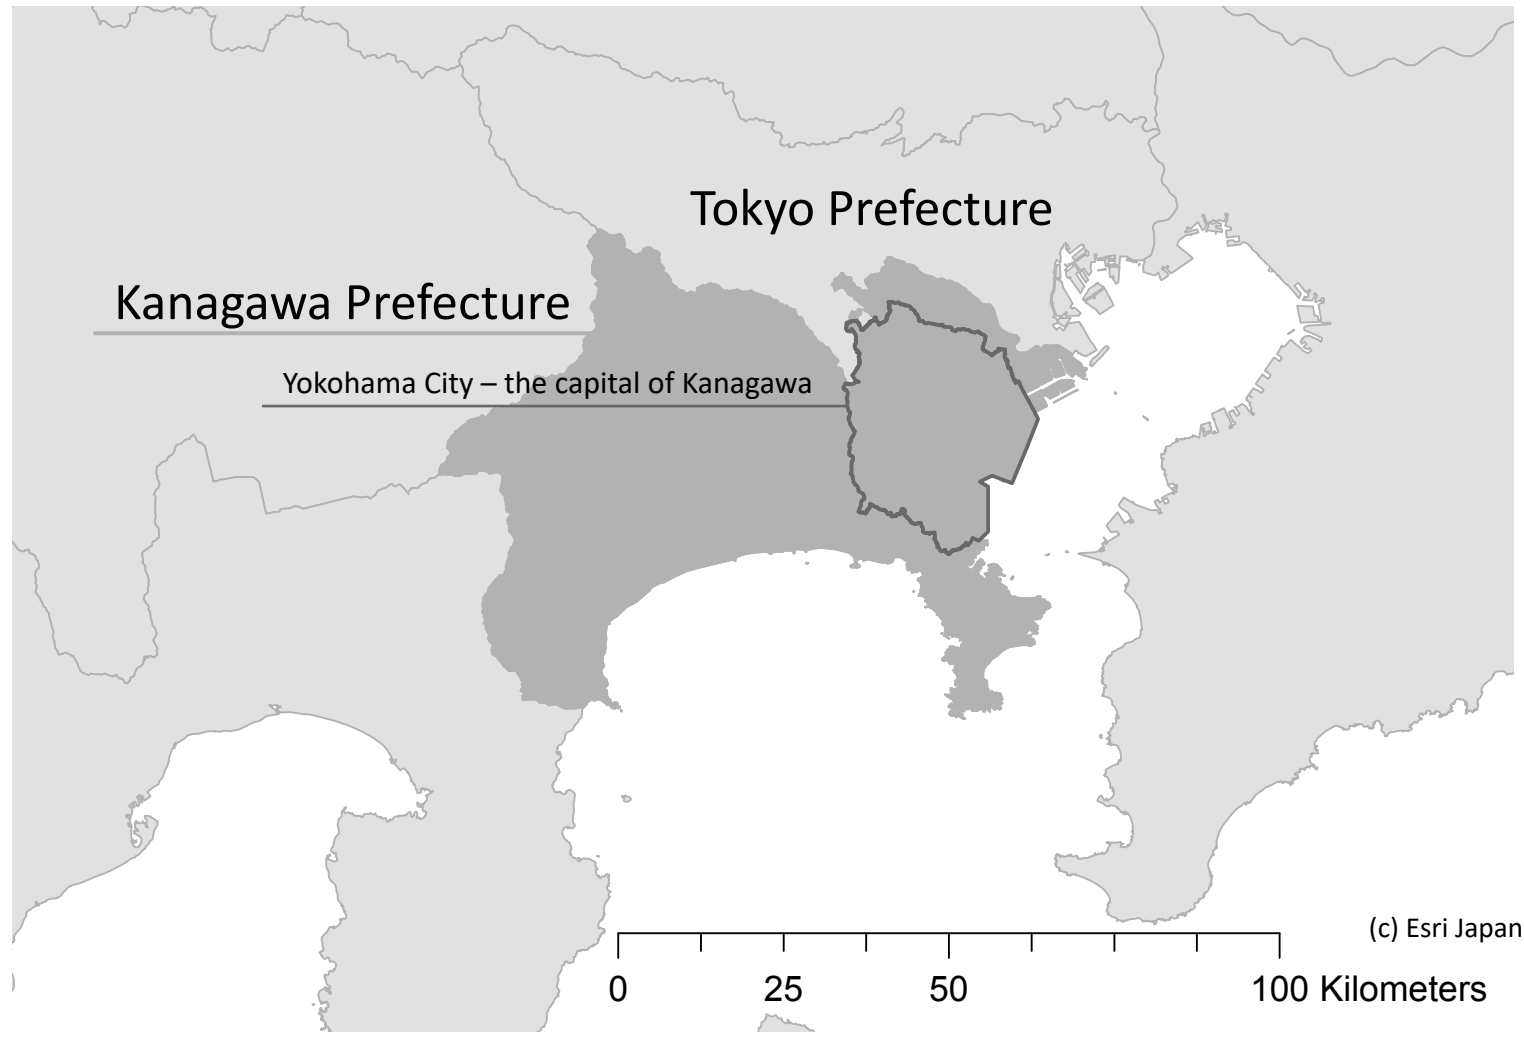 Tokyo Prefecture
Kanagawa Prefecture
Yokohama City – the capital of Kanagawa
(c) Esri Japan
0 25 50 100 Kilometers